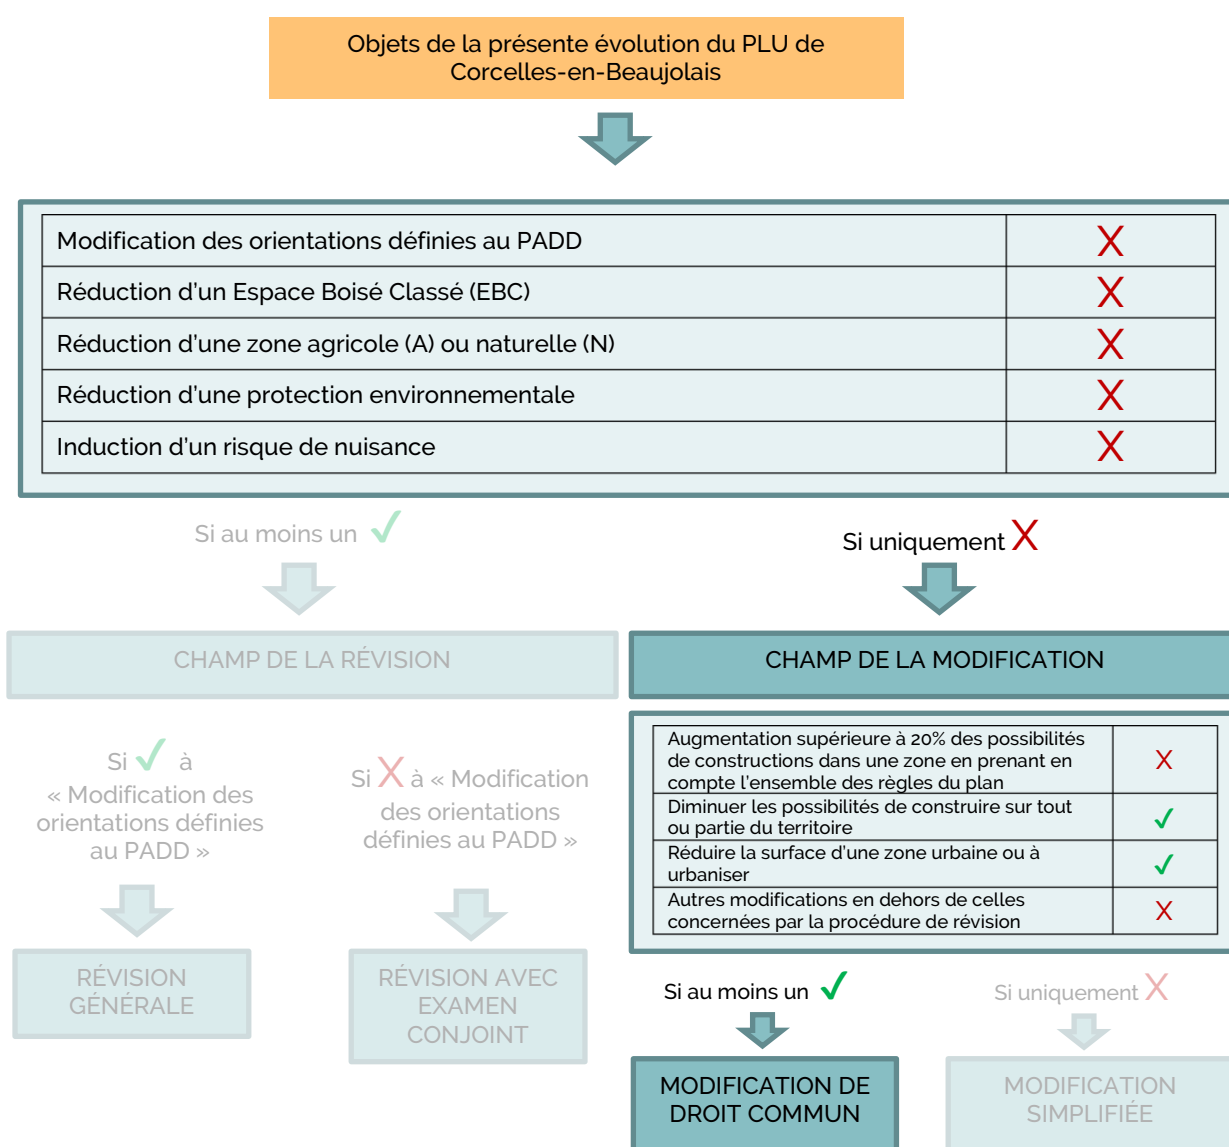 Objets de la présente évolution du PLU de
Corcelles-en-Beaujolais
Modification des orientations définies au PADD X
Réduction d'un Espace Boisé Classé (EBC) X
Réduction d'une zone agricole (A) ou naturelle (N) X
Réduction d'une protection environnementale X
Induction d'un risque de nuisance X
Si au moins un ✓
Si uniquement X
CHAMP DE LA RÉVISION
CHAMP DE LA MODIFICATION
Si ✓ à
« Modification des
orientations définies
au PADD »
Si X à « Modification
des orientations
définies au PADD »
Augmentation supérieure à 20% des possibilités
de constructions dans une zone en prenant en
compte l'ensemble des règles du plan X
Diminuer les possibilités de construire sur tout
ou partie du territoire ✓
Réduire la surface d'une zone urbaine ou à
urbaniser ✓
Autres modifications en dehors de celles
concernées par la procédure de révision X
RÉVISION
GÉNÉRALE
RÉVISION AVEC
EXAMEN
CONJOINT
Si au moins un ✓
Si uniquement X
MODIFICATION DE
DROIT COMMUN
MODIFICATION
SIMPLIFIÉE